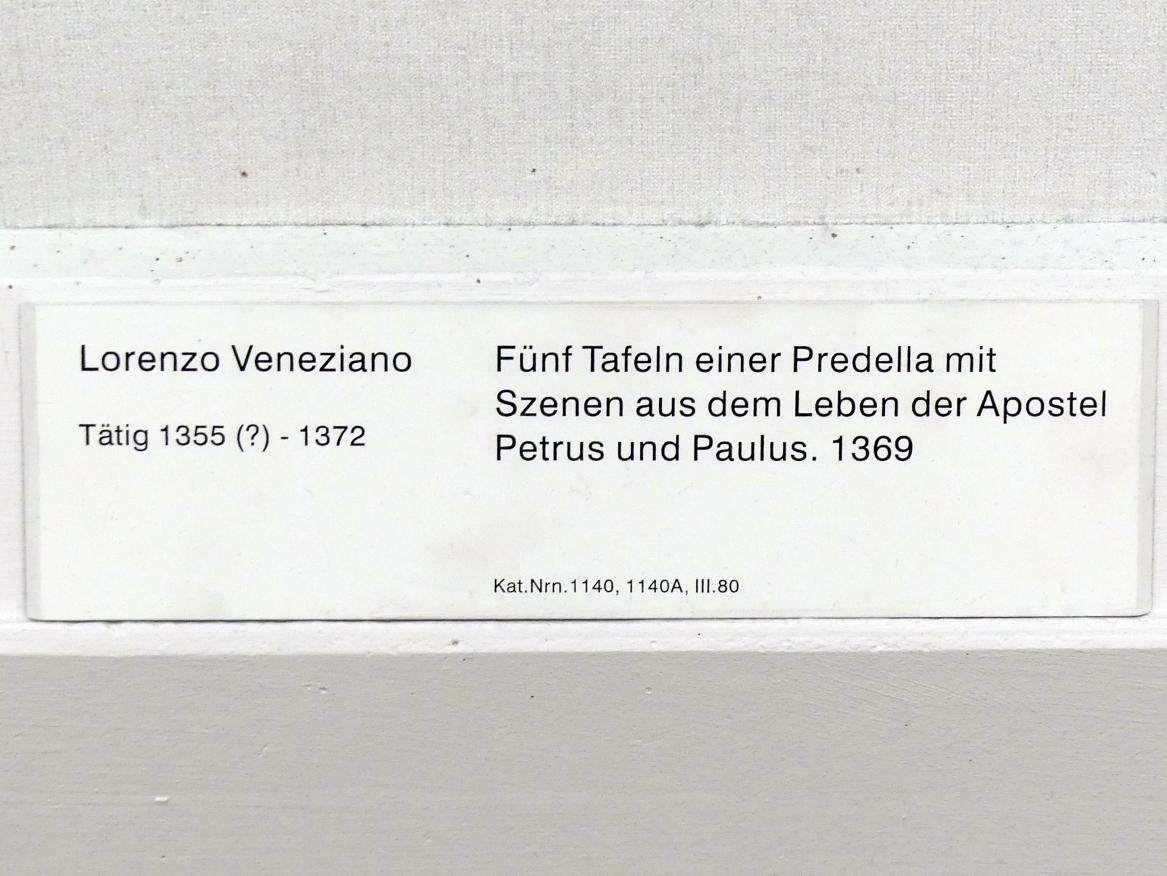 Lorenzo Veneziano
Tätig 1355 (?) - 1372
Fünf Tafeln einer Predella mit
Szenen aus dem Leben der Apostel
Petrus und Paulus. 1369
Kat.Nrn.1140, 1140A, III.80